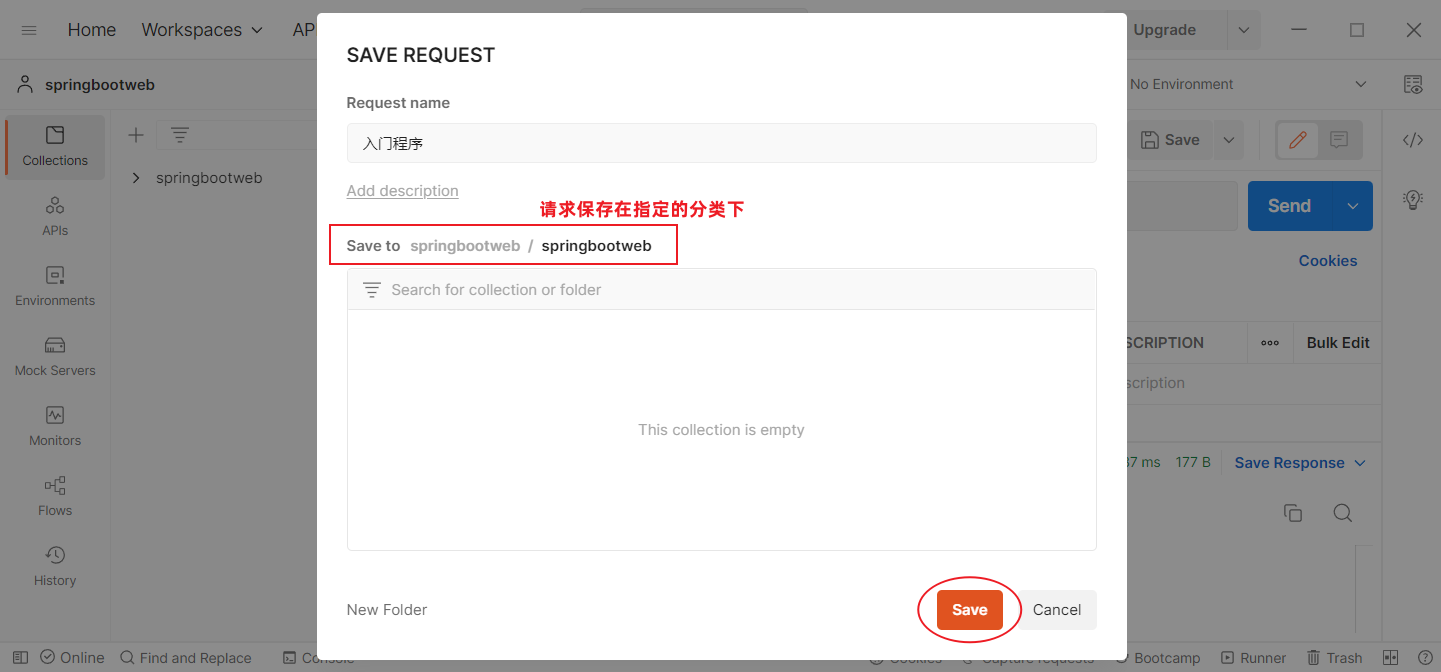 Home Workspaces AP Upgrade
springbootweb No Environment
SAVE REQUEST
Request name
入门程序
Add description
请求保存在指定的分类下
Save to springbootweb / springbootweb
Search for collection or folder
This collection is empty
New Folder Save Cancel
Collections
springbootweb
APIs
Environments
Mock Servers
Monitors
Flows
History
Save
Send
Cookies
SCRIPTION Bulk Edit
scription
37 ms 177 B Save Response
Online Find and Replace Console Cookies Capture requests Bootcamp Runner Trash